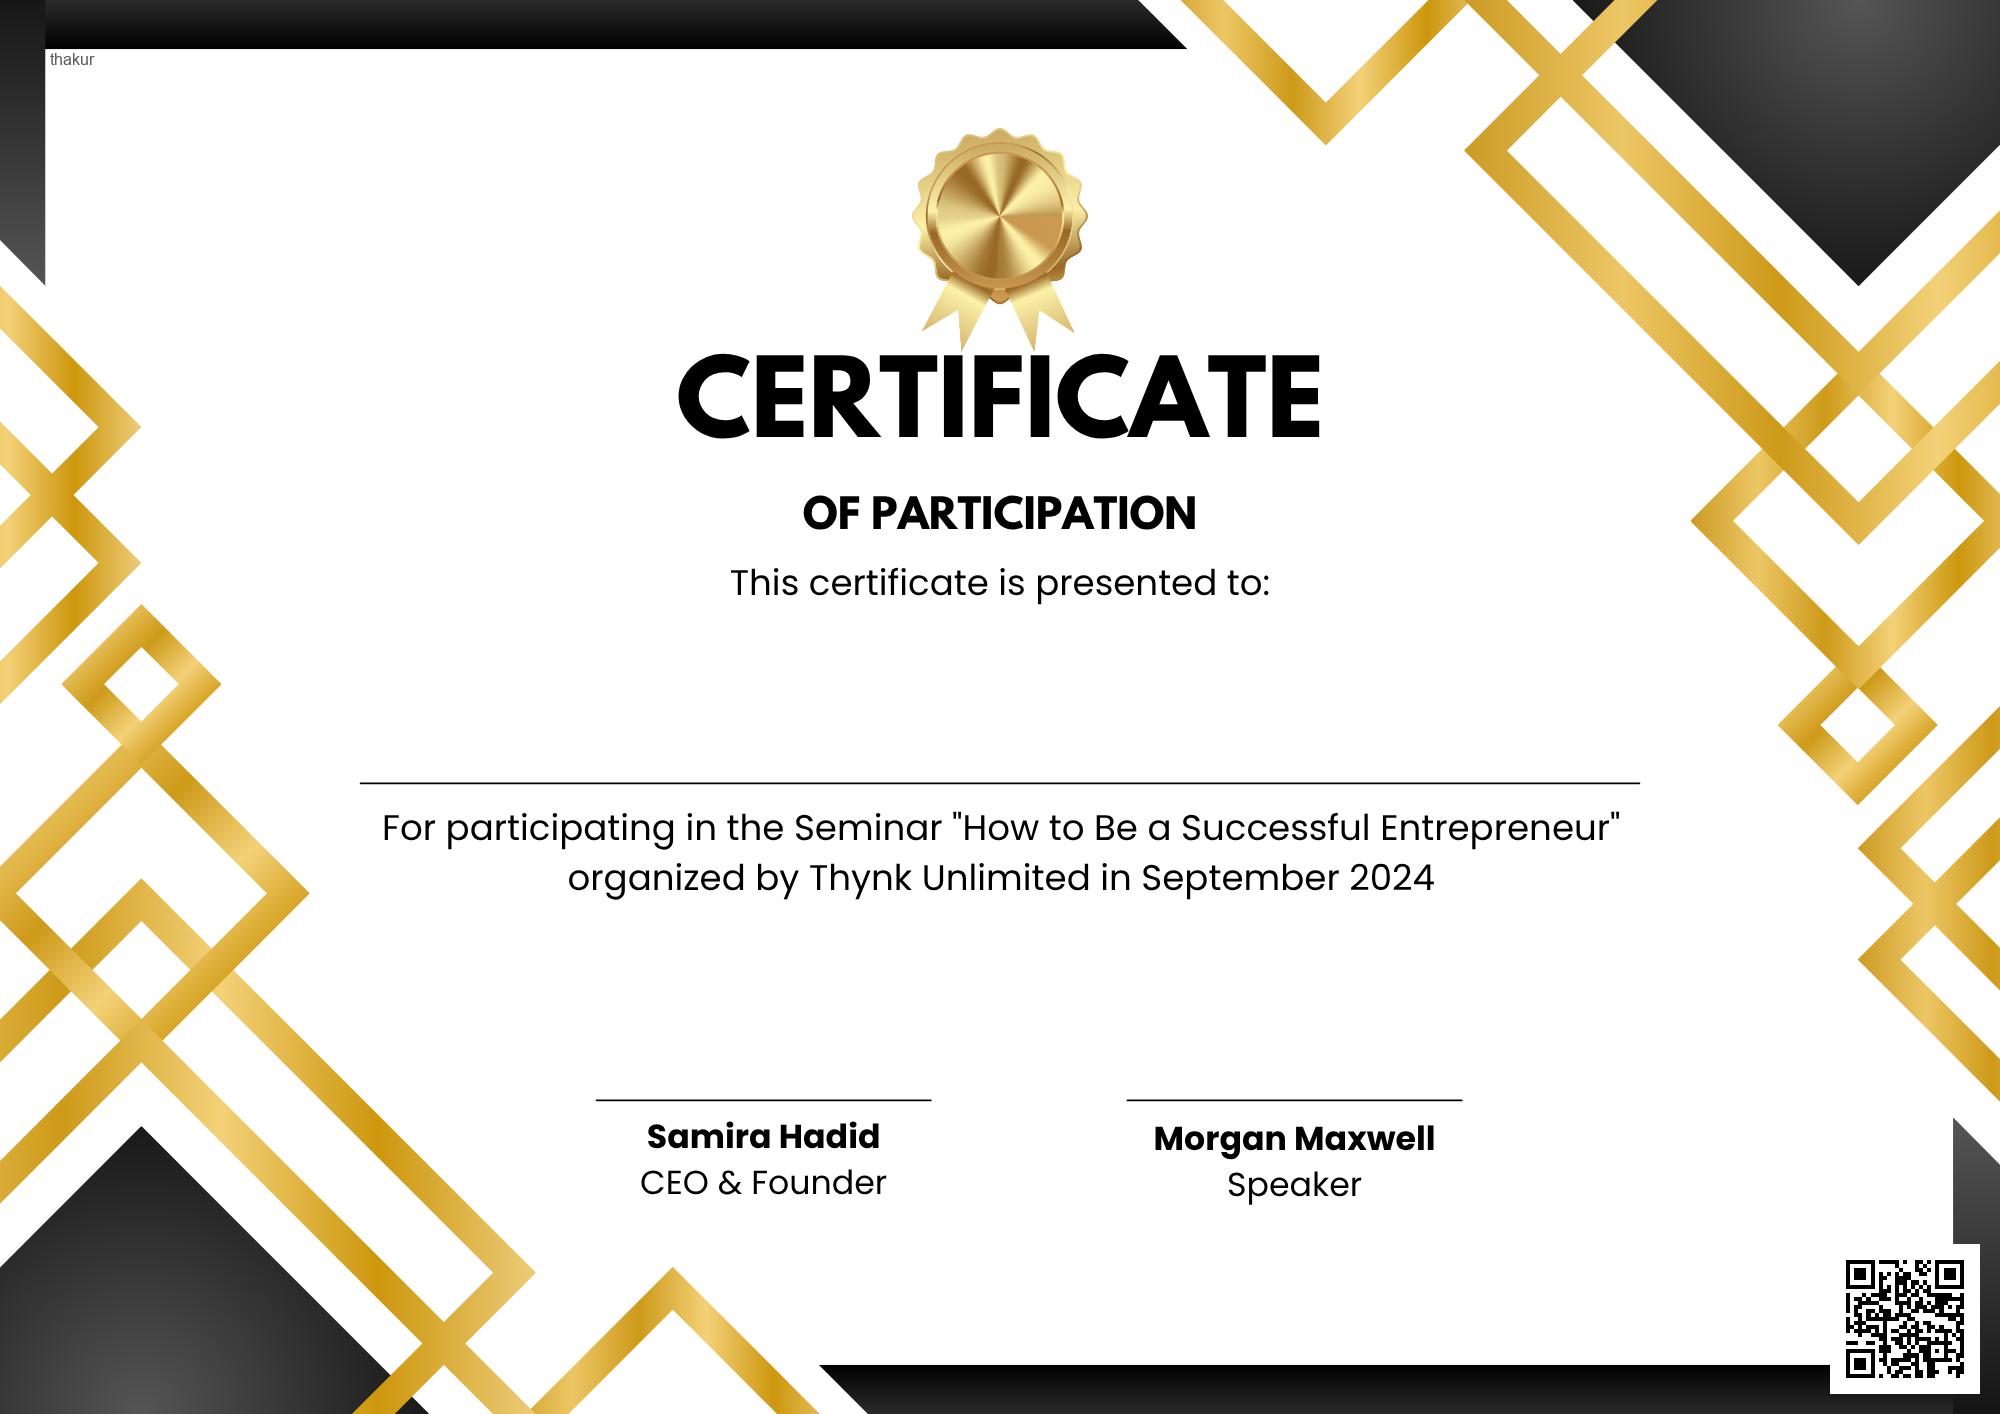 thakur
CERTIFICATE
OF PARTICIPATION
This certificate is presented to:
For participating in the Seminar "How to Be a Successful Entrepreneur"
organized by Thynk Unlimited in September 2024
Samira Hadid
CEO & Founder
Morgan Maxwell
Speaker